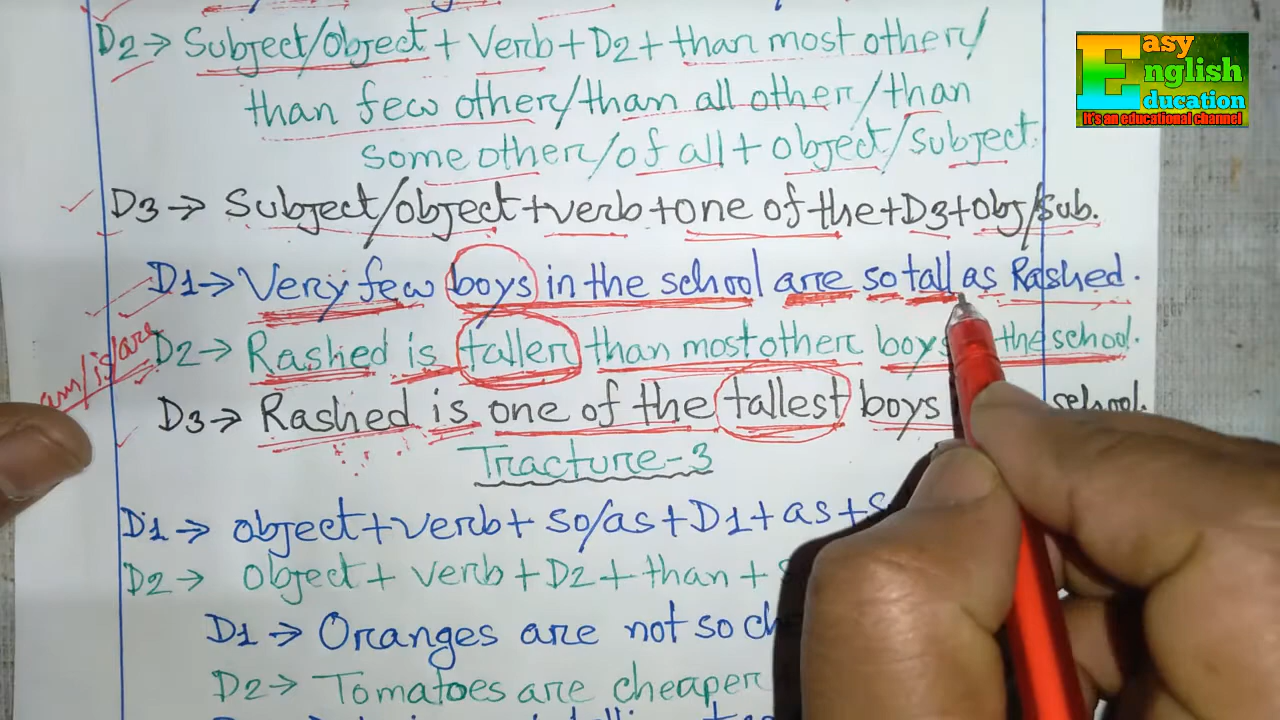 D2→ Subject/object + verb + D2 + than most other/
than few other/than all other/than
some other/of all + object/subject.
D3→ Subject/object+verb+one of the+D3+obj/sub.
D1→ Very few boys in the school are so tall as Rashed.
am/is/are
D2→ Rashed is taller than most other boys the school.
D3→ Rashed is one of the tallest boys school.
Tracture-3
D1→ object+verb+ so/as+D1+as+
D2→ object+ verb+D2+than+
D1→ Oranges are not so
D2→ Tomatoes are cheaper
Easy
English
Education
It's an educational channel